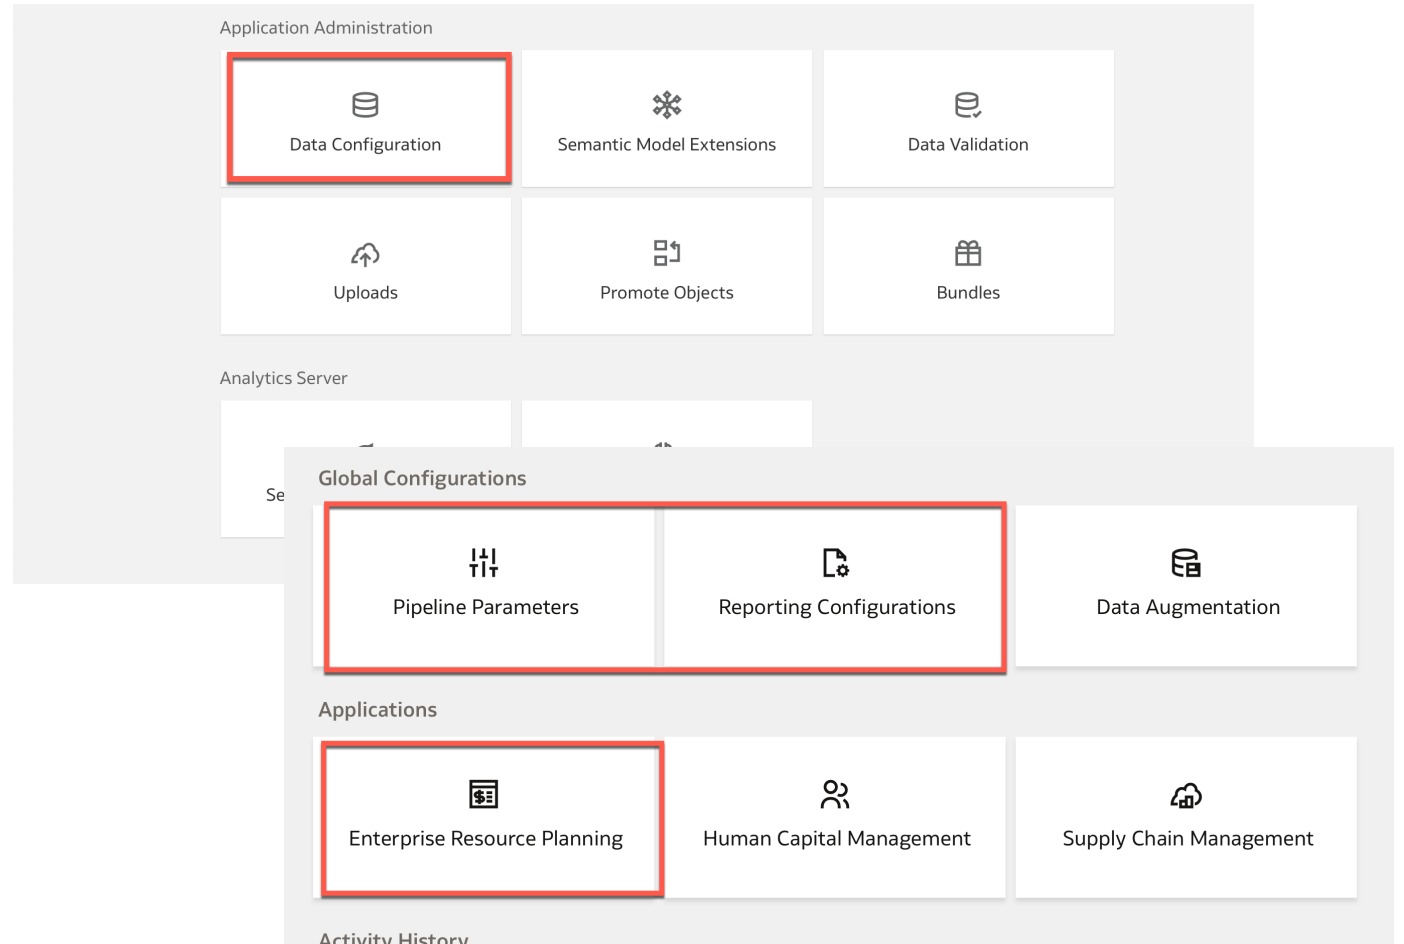 Application Administration
Data Configuration
Semantic Model Extensions
Data Validation
Uploads
Promote Objects
Bundles
Analytics Server
Se
Global Configurations
Pipeline Parameters
Reporting Configurations
Data Augmentation
Applications
Enterprise Resource Planning
Human Capital Management
Supply Chain Management
Activity History